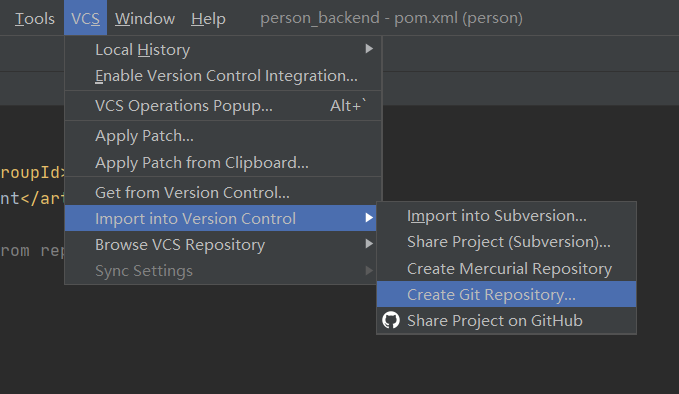 Tools VCS Window Help person_backend - pom.xml (person)
Local History
Enable Version Control Integration...
VCS Operations Popup... Alt+`
Apply Patch...
Apply Patch from Clipboard...
roupId>
Get from Version Control...
nt</art
Import into Version Control
Import into Subversion...
Browse VCS Repository
Share Project (Subversion)...
rom rep
Sync Settings
Create Mercurial Repository
Create Git Repository...
Share Project on GitHub